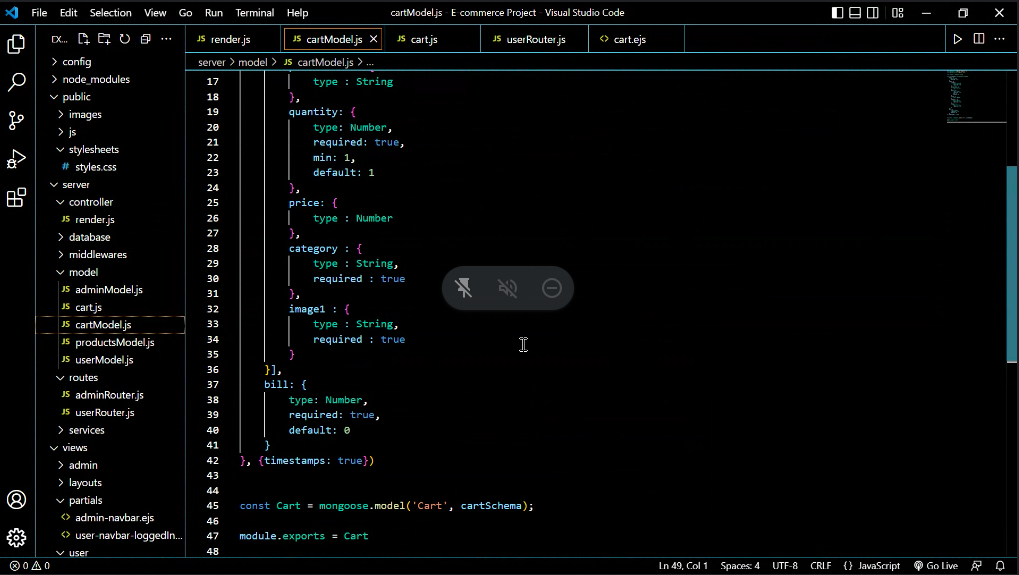 File Edit Selection View Go Run Terminal Help
cartModel.js - E-commerce Project - Visual Studio Code
EX...
JS render.js
JS cartModel.js
JS cart.js
JS userRouter.js
<> cart.ejs
server > model > JS cartModel.js > ...
config
node_modules
public
images
js
stylesheets
# styles.css
server
controller
JS render.js
database
middlewares
model
JS adminModel.js
JS cart.js
JS cartModel.js
JS productsModel.js
JS userModel.js
routes
JS adminRouter.js
JS userRouter.js
services
views
admin
layouts
partials
<> admin-navbar.ejs
<> user-navbar-loggedIn...
user
17 type : String
18 },
19 quantity: {
20 type: Number,
21 required: true,
22 min: 1,
23 default: 1
24 },
25 price: {
26 type : Number
27 },
28 category : {
29 type : String,
30 required : true
31 },
32 image1 : {
33 type : String,
34 required : true
35 }
36 }],
37 bill: {
38 type: Number,
39 required: true,
40 default: 0
41 }
42 }, {timestamps: true})
43
44
45 const Cart = mongoose.model('Cart', cartSchema);
46
47 module.exports = Cart
48
0 0
Ln 49, Col 1 Spaces: 4 UTF-8 CRLF {} JavaScript Go Live